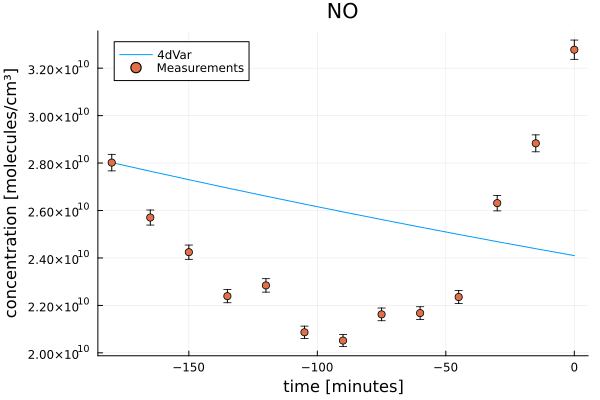 NO
4dVar
Measurements
concentration [molecules/cm³]
3.20×10¹⁰
3.00×10¹⁰
2.80×10¹⁰
2.60×10¹⁰
2.40×10¹⁰
2.20×10¹⁰
2.00×10¹⁰
−150 −100 −50 0
time [minutes]